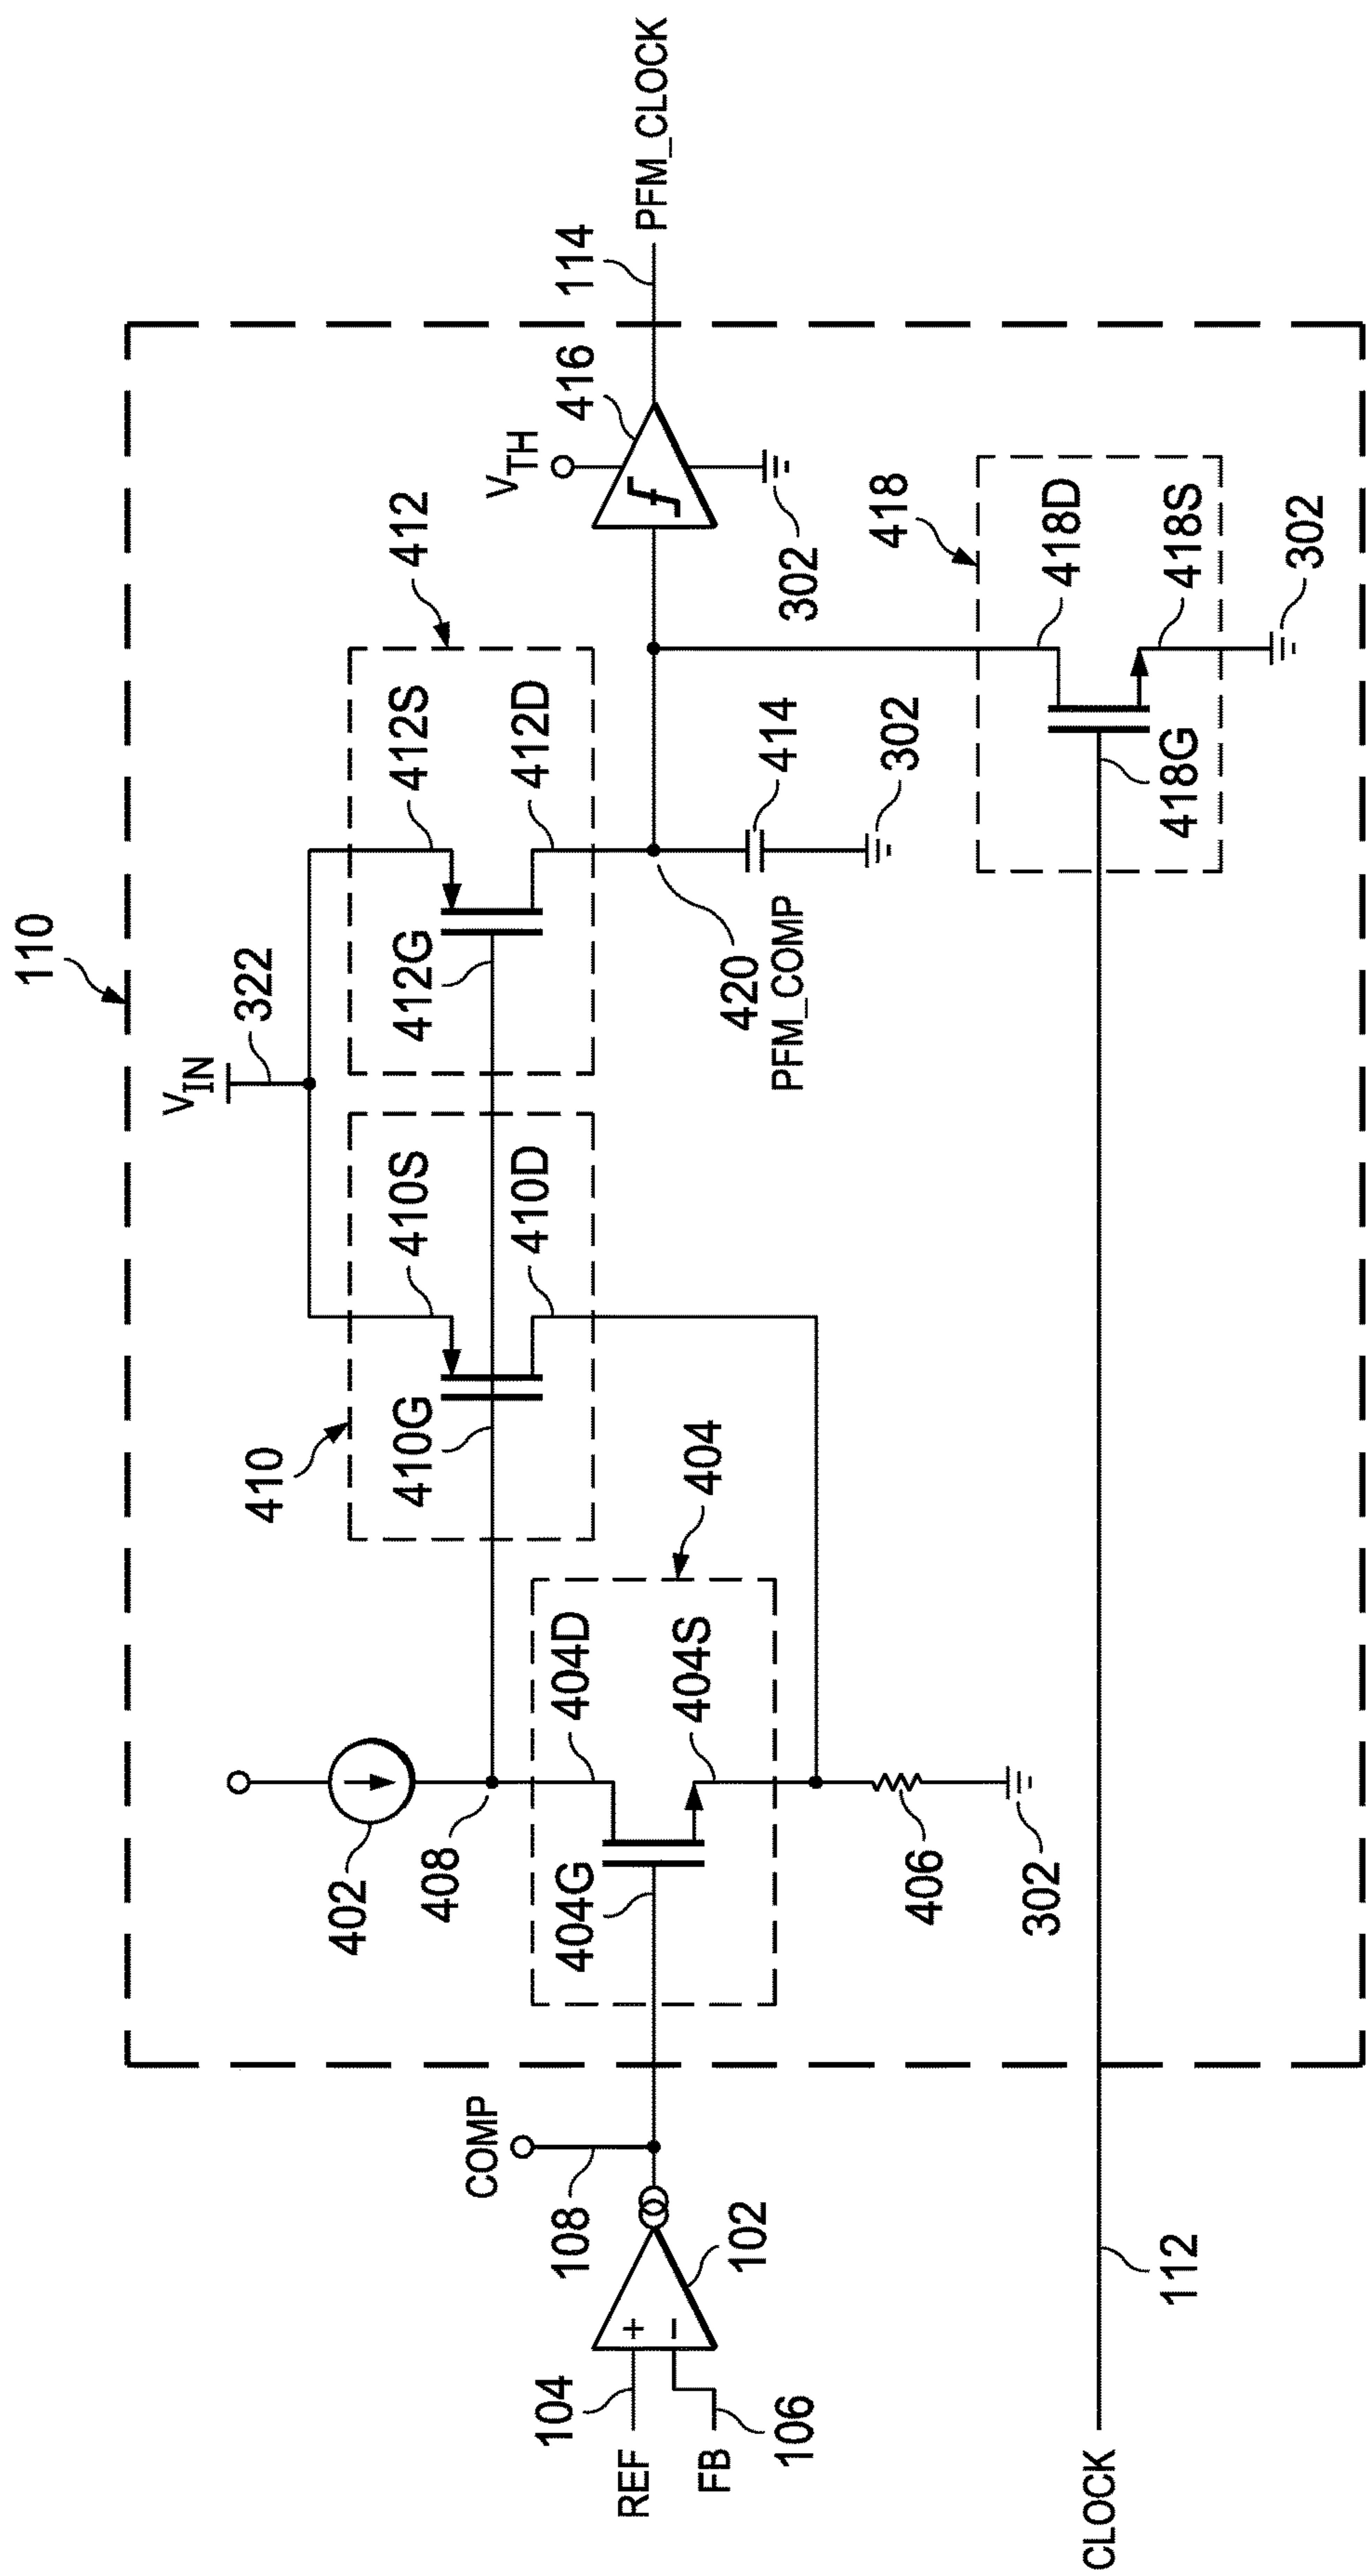 110
V_IN
322
410
410S
410G
410D
412
412S
412G
412D
V_TH
416
114
PFM_CLOCK
302
402
408
404
404D
404G
404S
406
302
420
PFM_COMP
414
302
418
418D
418G
418S
302
COMP
108
102
+
−
104
REF
FB
106
CLOCK
112